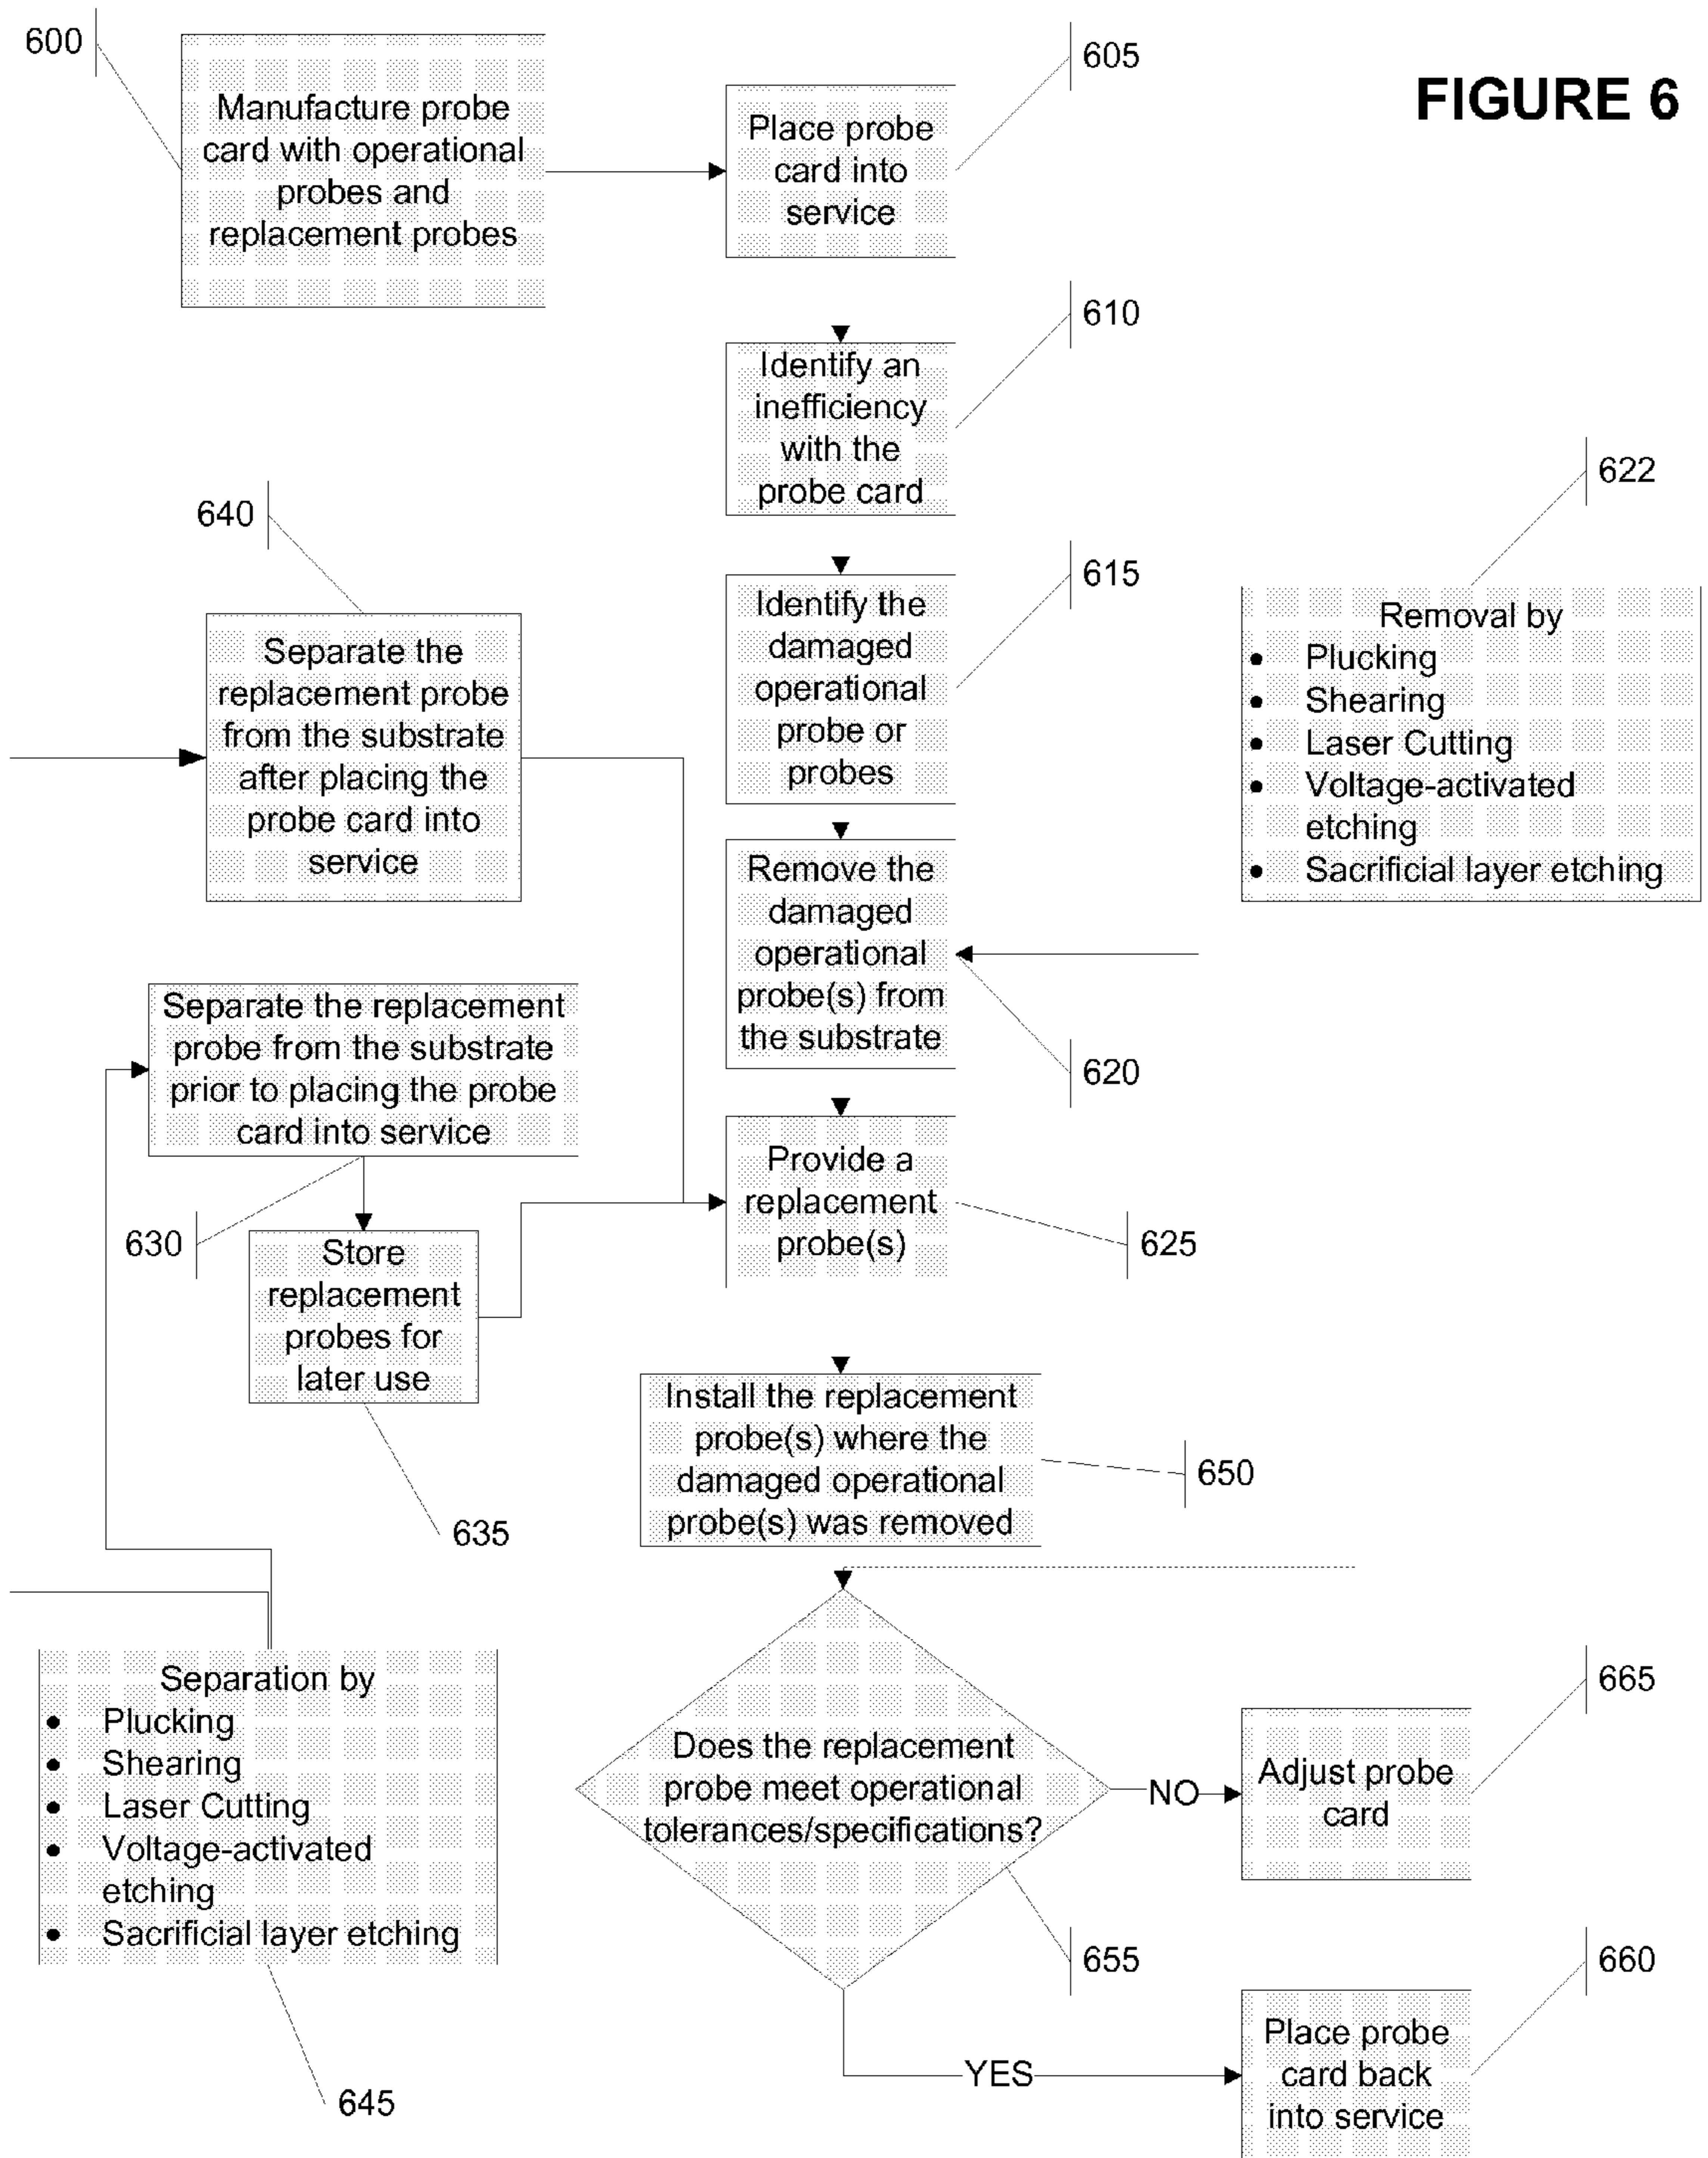 FIGURE 6
600
Manufacture probe
card with operational
probes and
replacement probes
605
Place probe
card into
service
610
Identify an
inefficiency
with the
probe card
615
Identify the
damaged
operational
probe or
probes
622
Removal by
• Plucking
• Shearing
• Laser Cutting
• Voltage-activated
etching
• Sacrificial layer etching
640
Separate the
replacement probe
from the substrate
after placing the
probe card into
service
Remove the
damaged
operational
probe(s) from
the substrate
620
Separate the replacement
probe from the substrate
prior to placing the probe
card into service
630
Store
replacement
probes for
later use
635
Provide a
replacement
probe(s)
625
Install the replacement
probe(s) where the
damaged operational
probe(s) was removed
650
Separation by
• Plucking
• Shearing
• Laser Cutting
• Voltage-activated
etching
• Sacrificial layer etching
645
Does the replacement
probe meet operational
tolerances/specifications?
655
NO
Adjust probe
card
665
YES
Place probe
card back
into service
660